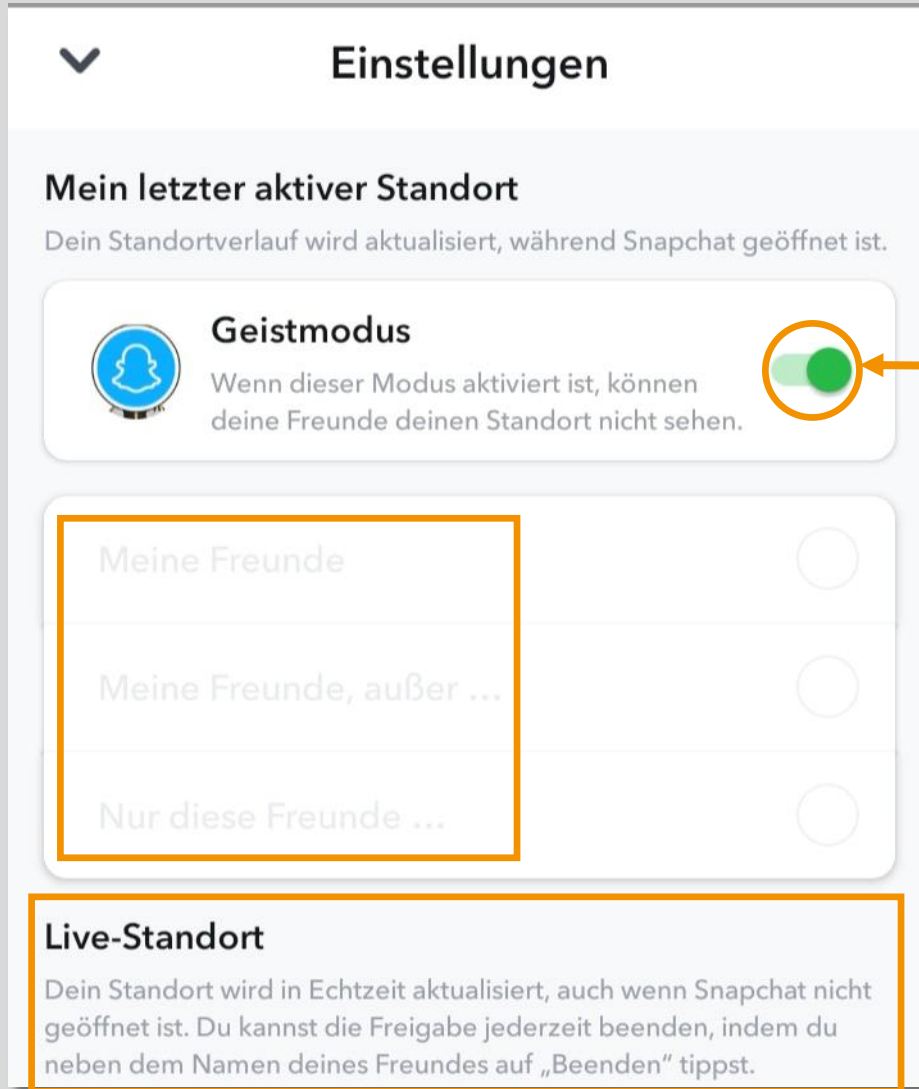 Einstellungen
Mein letzter aktiver Standort
Dein Standortverlauf wird aktualisiert, während Snapchat geöffnet ist.
Geistmodus
Wenn dieser Modus aktiviert ist, können
deine Freunde deinen Standort nicht sehen.
Meine Freunde
Meine Freunde, außer ...
Nur diese Freunde ...
Live-Standort
Dein Standort wird in Echtzeit aktualisiert, auch wenn Snapchat nicht
geöffnet ist. Du kannst die Freigabe jederzeit beenden, indem du
neben dem Namen deines Freundes auf „Beenden“ tippst.